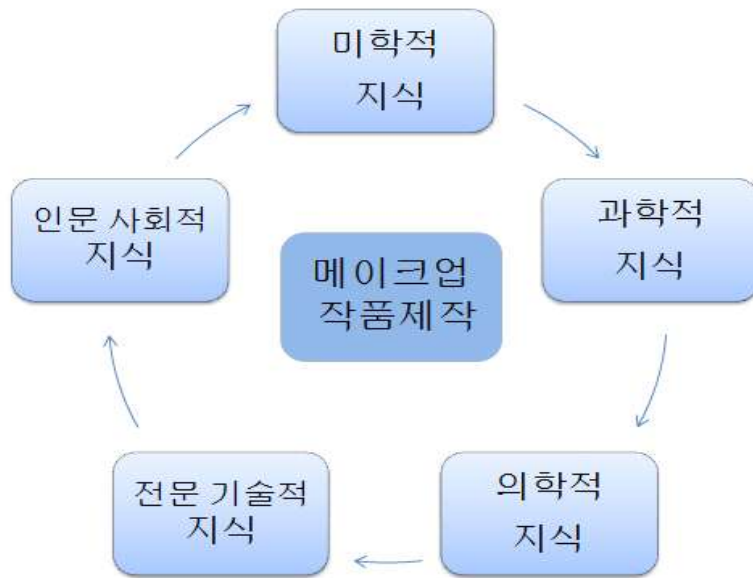 미학적
지식
과학적
지식
의학적
지식
전문 기술적
지식
인문 사회적
지식
메이크업
작품제작